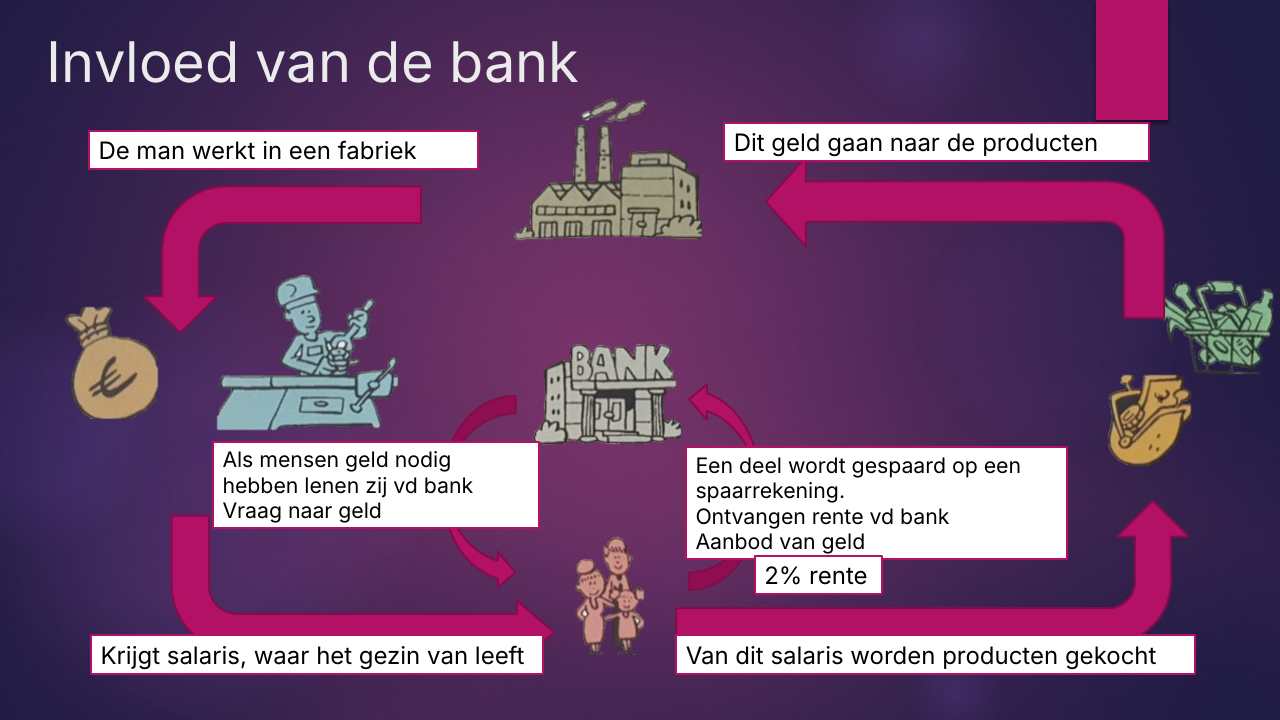 Invloed van de bank
De man werkt in een fabriek
Dit geld gaan naar de producten
€
BANK
Als mensen geld nodig
hebben lenen zij vd bank
Vraag naar geld
Een deel wordt gespaard op een
spaarrekening.
Ontvangen rente vd bank
Aanbod van geld
2% rente
Krijgt salaris, waar het gezin van leeft
Van dit salaris worden producten gekocht